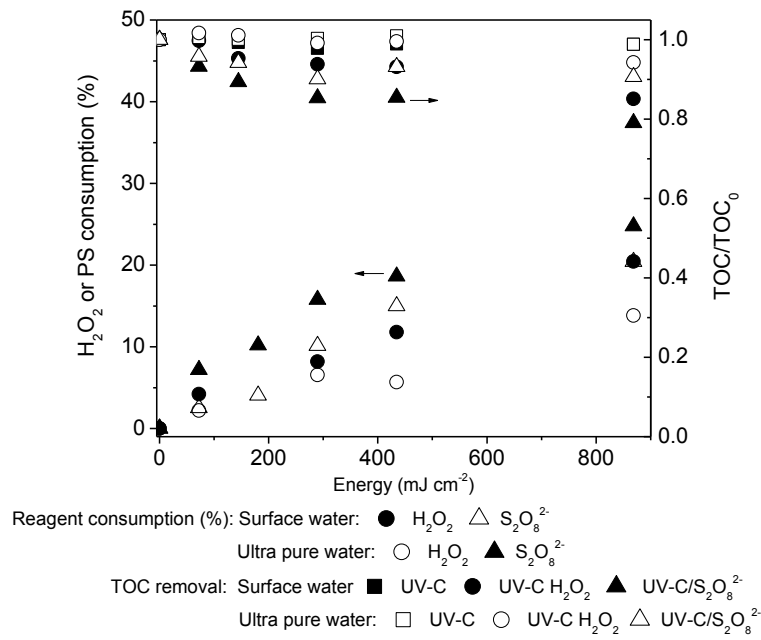 50
40
30
20
10
0
H₂O₂ or PS consumption (%)
1.0
0.8
0.6
0.4
0.2
0.0
TOC/TOC₀
0 200 400 600 800
Energy (mJ cm⁻²)
Reagent consumption (%): Surface water: H₂O₂ S₂O₈²⁻
Ultra pure water: H₂O₂ S₂O₈²⁻
TOC removal: Surface water UV-C UV-C H₂O₂ UV-C/S₂O₈²⁻
Ultra pure water: UV-C UV-C H₂O₂ UV-C/S₂O₈²⁻